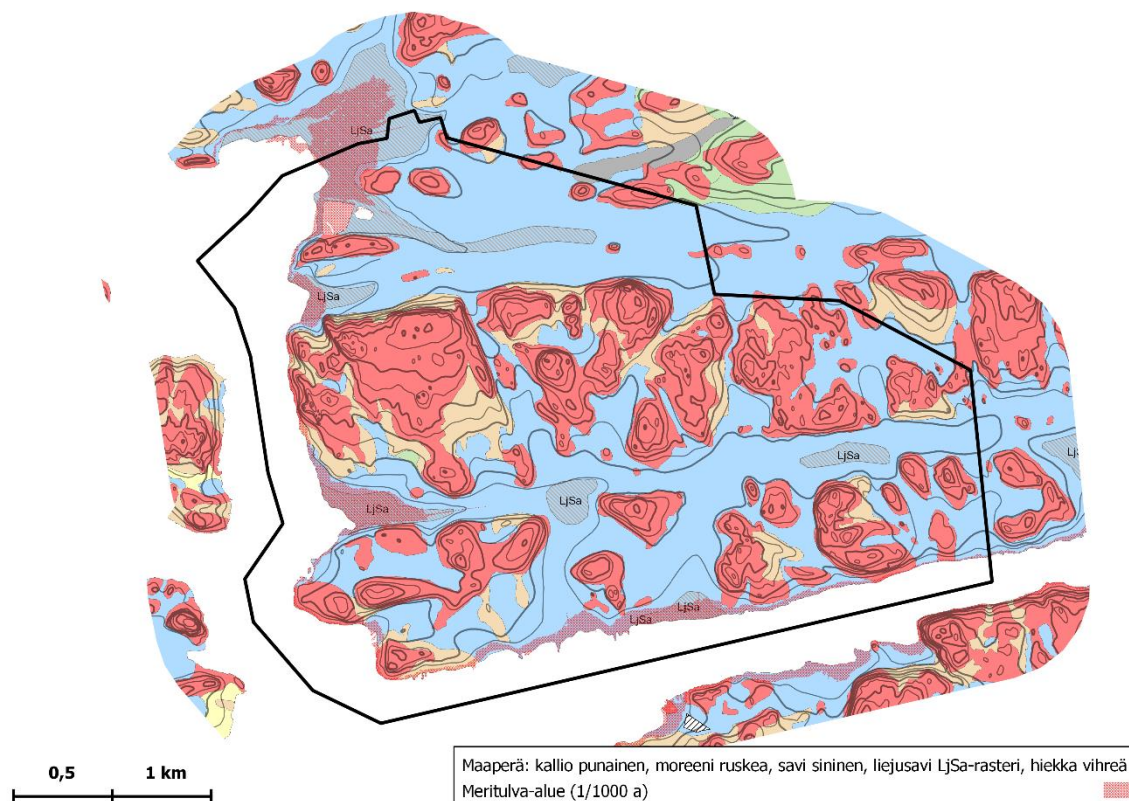 LjSa
LjSa
LjSa
LjSa
LjSa
Lj
LjSa
LjSa
0,5 1 km
Maaperä: kallio punainen, moreeni ruskea, savi sininen, liejusavi LjSa-rasteri, hiekka vihreä
Meritulva-alue (1/1000 a)